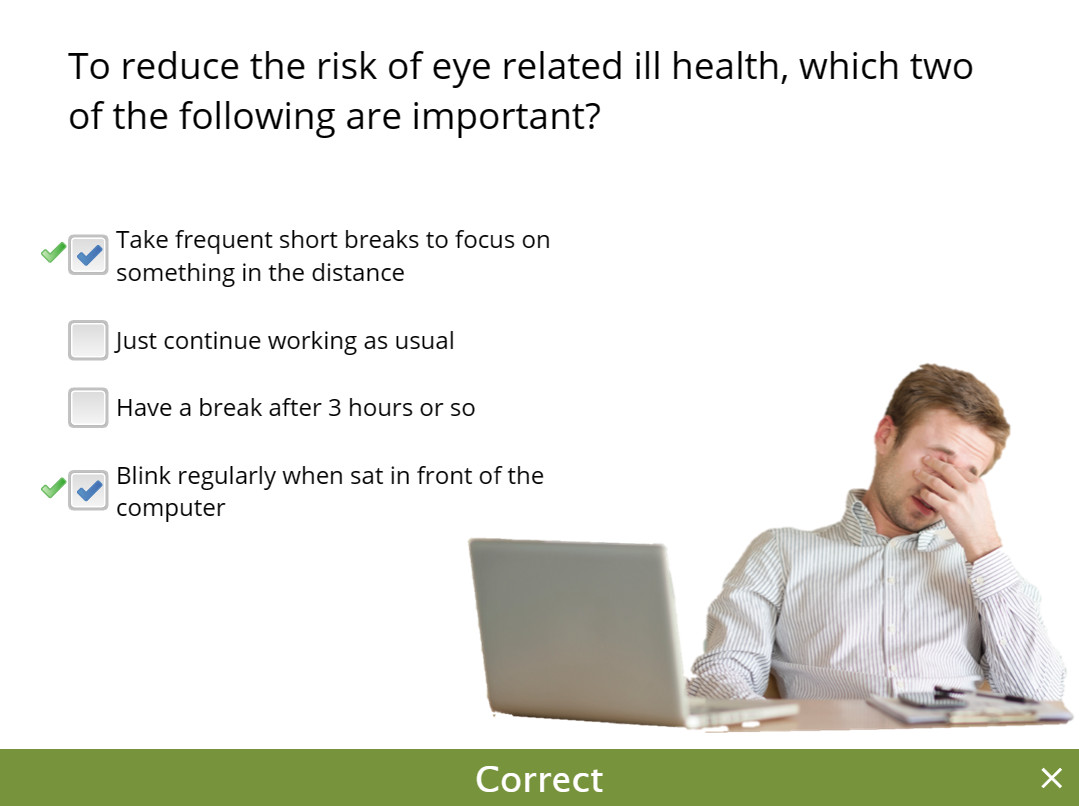 To reduce the risk of eye related ill health, which two
of the following are important?
Take frequent short breaks to focus on
something in the distance
Just continue working as usual
Have a break after 3 hours or so
Blink regularly when sat in front of the
computer
Correct